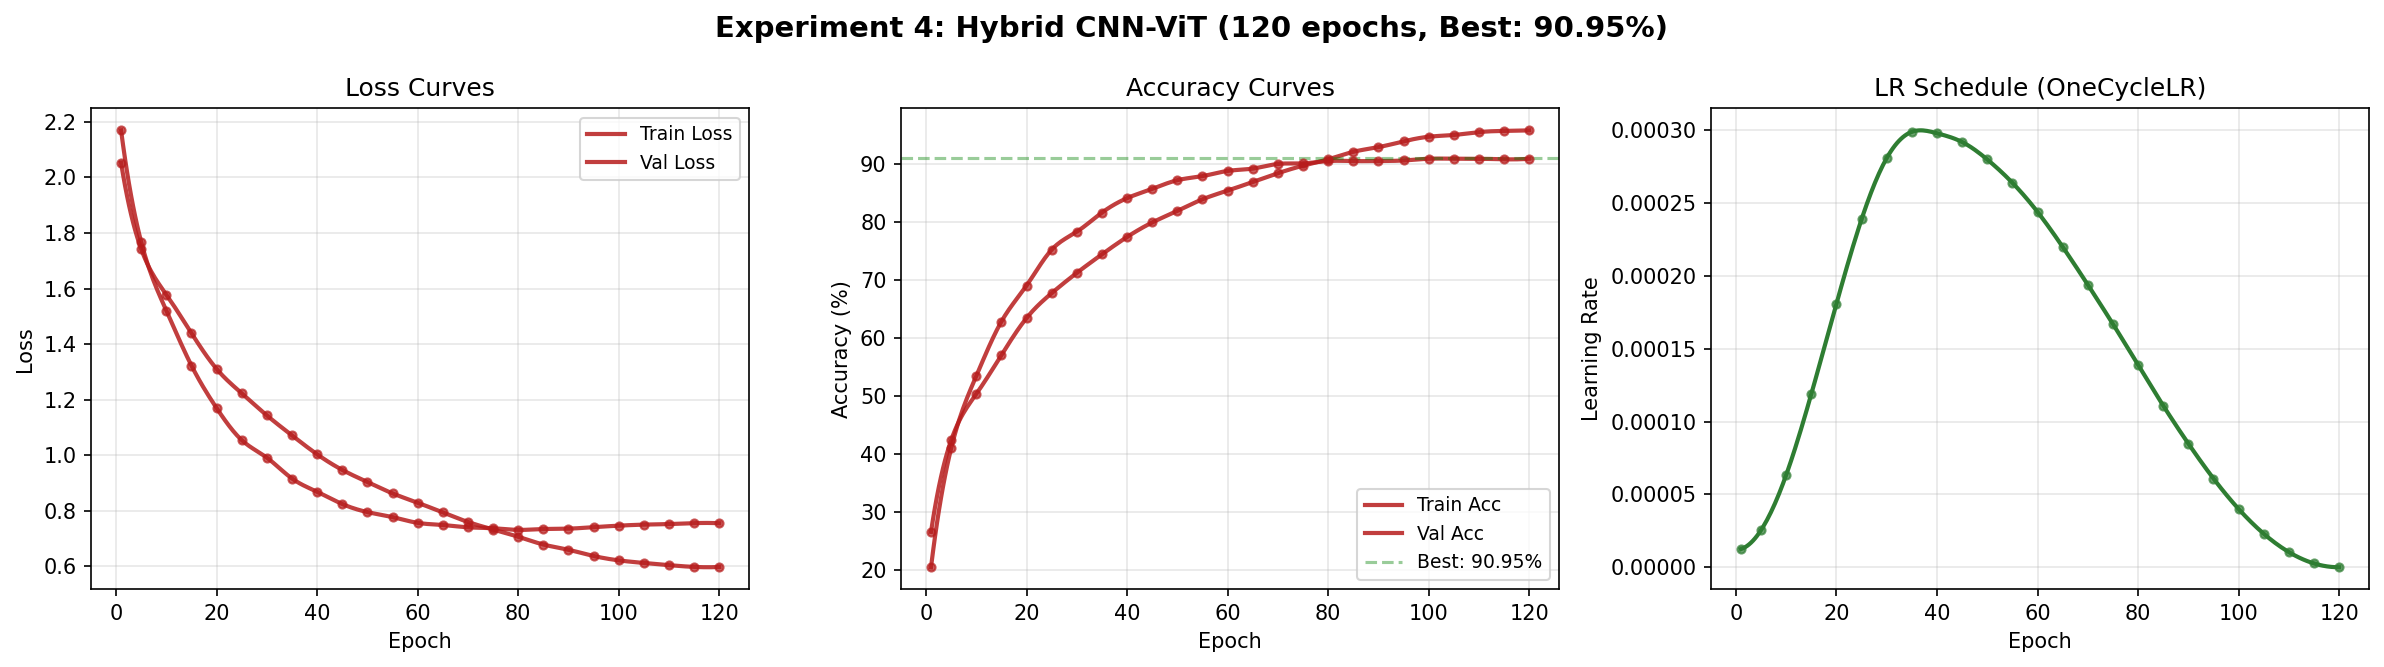 Experiment 4: Hybrid CNN-ViT (120 epochs, Best: 90.95%)
Loss Curves
2.2
2.0
1.8
1.6
1.4
1.2
1.0
0.8
0.6
Loss
0 20 40 60 80 100 120
Epoch
Train Loss
Val Loss
Accuracy Curves
90
80
70
60
50
40
30
20
Accuracy (%)
0 20 40 60 80 100 120
Epoch
Train Acc
Val Acc
Best: 90.95%
LR Schedule (OneCycleLR)
0.00030
0.00025
0.00020
0.00015
0.00010
0.00005
0.00000
Learning Rate
0 20 40 60 80 100 120
Epoch